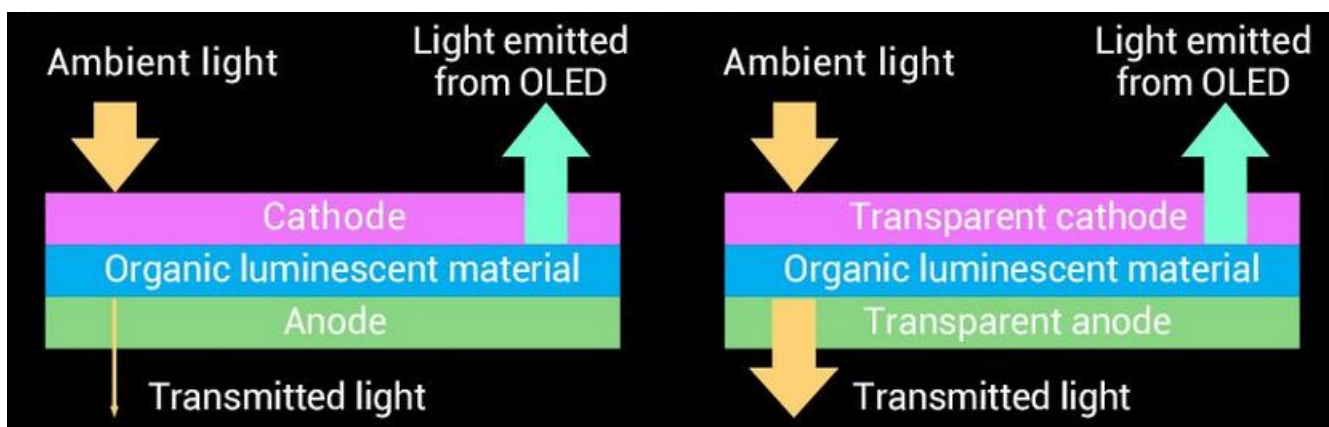 Ambient light
Light emitted
from OLED
Cathode
Organic luminescent material
Anode
Transmitted light
Ambient light
Light emitted
from OLED
Transparent cathode
Organic luminescent material
Transparent anode
Transmitted light